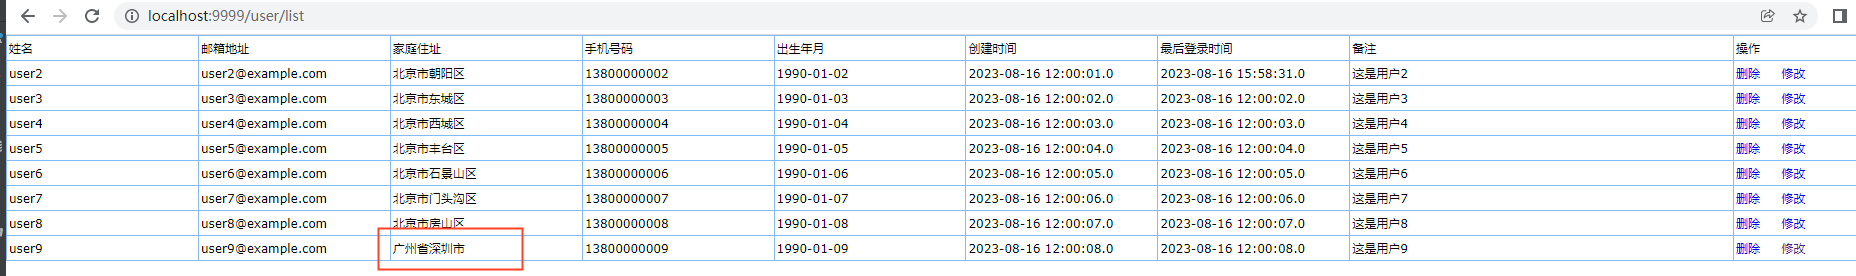 localhost:9999/user/list
姓名 邮箱地址 家庭住址 手机号码 出生年月 创建时间 最后登录时间 备注 操作
user2 user2@example.com 北京市朝阳区 13800000002 1990-01-02 2023-08-16 12:00:01.0 2023-08-16 15:58:31.0 这是用户2 删除 修改
user3 user3@example.com 北京市东城区 13800000003 1990-01-03 2023-08-16 12:00:02.0 2023-08-16 12:00:02.0 这是用户3 删除 修改
user4 user4@example.com 北京市西城区 13800000004 1990-01-04 2023-08-16 12:00:03.0 2023-08-16 12:00:03.0 这是用户4 删除 修改
user5 user5@example.com 北京市丰台区 13800000005 1990-01-05 2023-08-16 12:00:04.0 2023-08-16 12:00:04.0 这是用户5 删除 修改
user6 user6@example.com 北京市石景山区 13800000006 1990-01-06 2023-08-16 12:00:05.0 2023-08-16 12:00:05.0 这是用户6 删除 修改
user7 user7@example.com 北京市门头沟区 13800000007 1990-01-07 2023-08-16 12:00:06.0 2023-08-16 12:00:06.0 这是用户7 删除 修改
user8 user8@example.com 北京市房山区 13800000008 1990-01-08 2023-08-16 12:00:07.0 2023-08-16 12:00:07.0 这是用户8 删除 修改
user9 user9@example.com 广州省深圳市 13800000009 1990-01-09 2023-08-16 12:00:08.0 2023-08-16 12:00:08.0 这是用户9 删除 修改